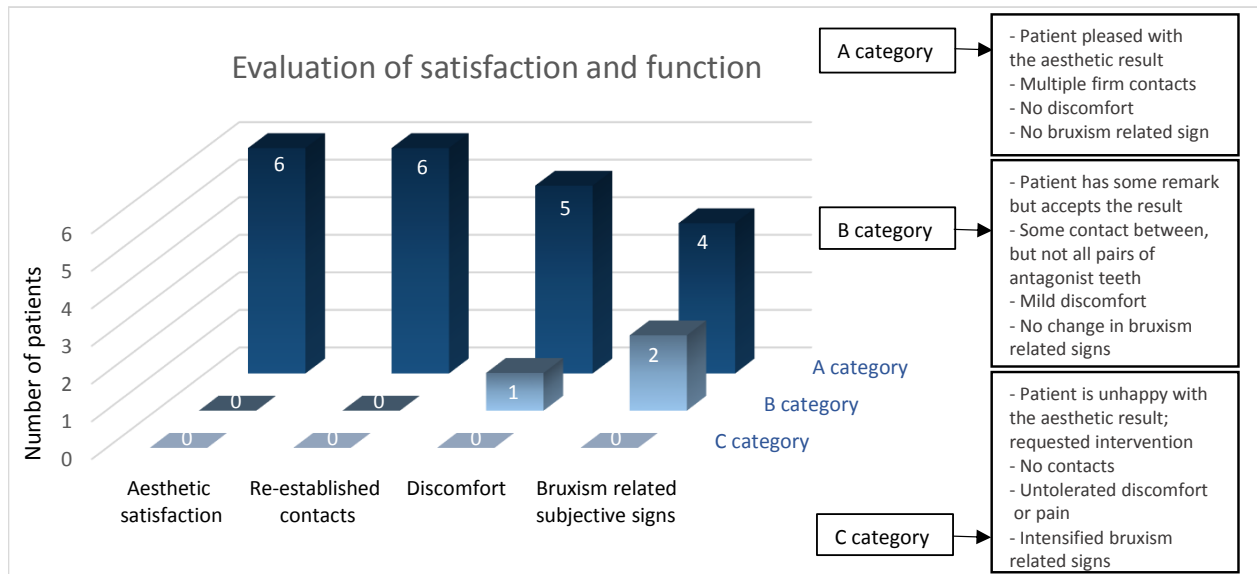 Evaluation of satisfaction and function
Number of patients
6
5
4
3
2
1
0
6
6
5
4
0
0
1
2
0
0
0
0
A category
B category
C category
Aesthetic
satisfaction
Re-established
contacts
Discomfort
Bruxism related
subjective signs
A category
- Patient pleased with
the aesthetic result
- Multiple firm contacts
- No discomfort
- No bruxism related sign
B category
- Patient has some remark
but accepts the result
- Some contact between,
but not all pairs of
antagonist teeth
- Mild discomfort
- No change in bruxism
related signs
C category
- Patient is unhappy with
the aesthetic result;
requested intervention
- No contacts
- Untolerated discomfort
or pain
- Intensified bruxism
related signs